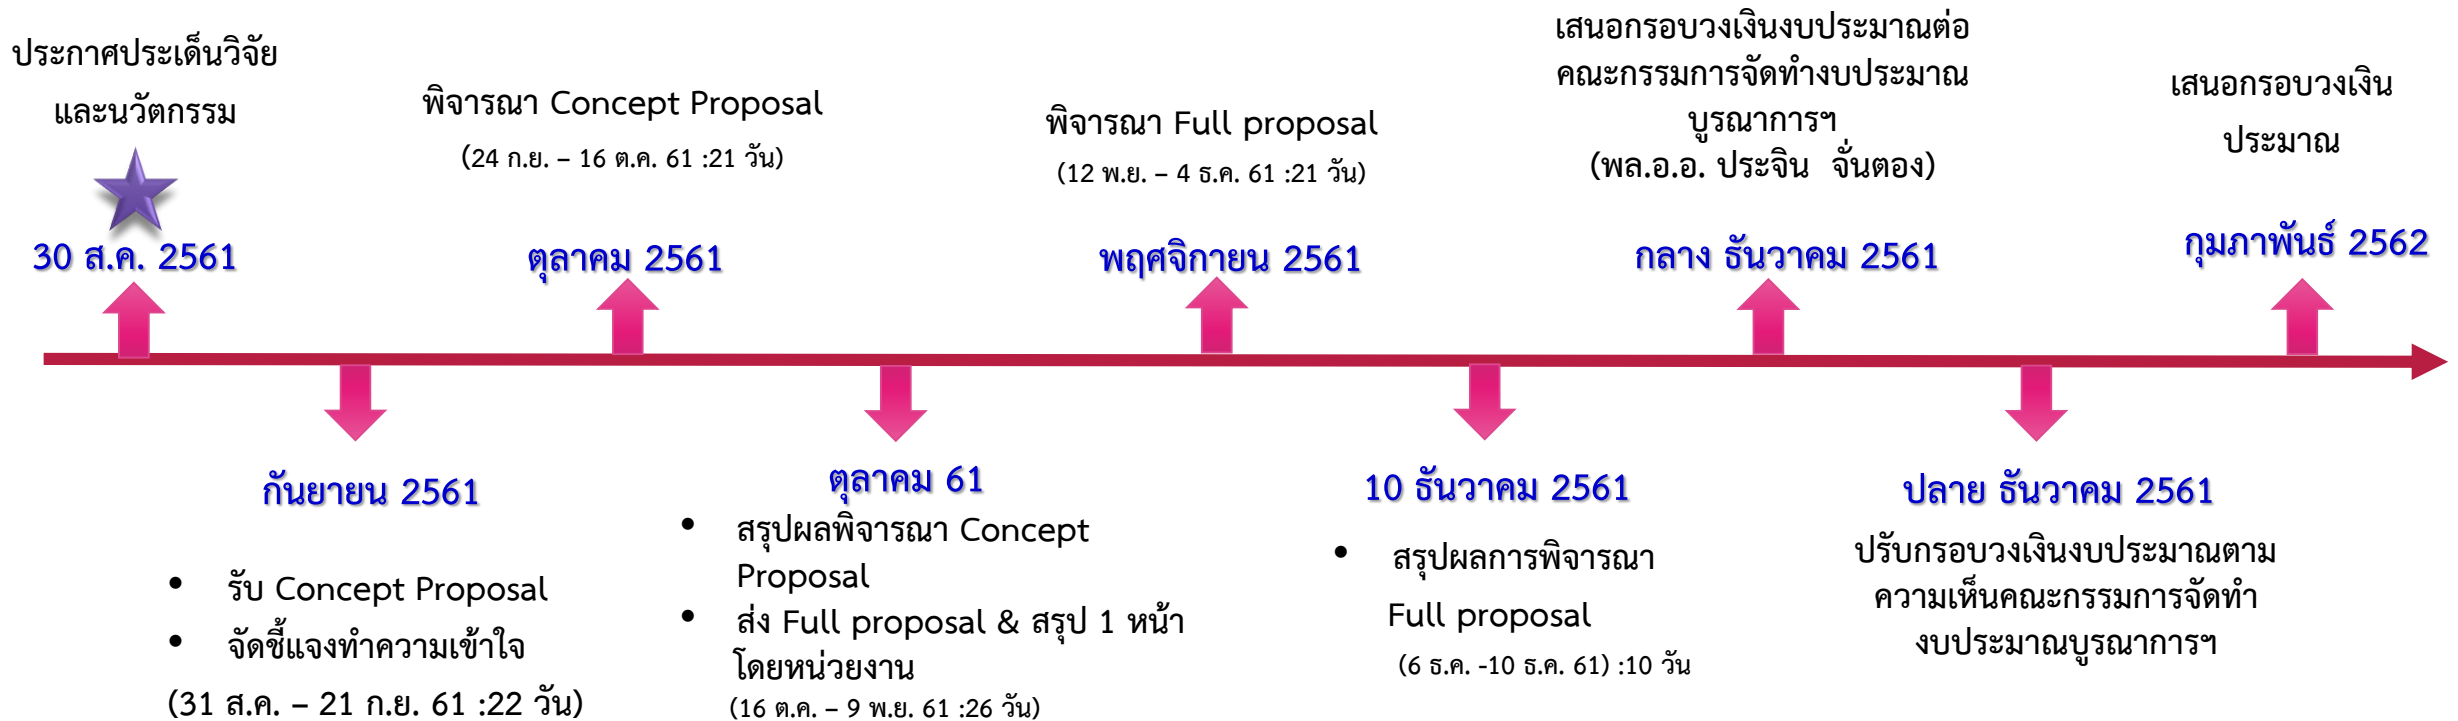 ประกาศประเด็นวิจัย
และนวัตกรรม
30 ส.ค. 2561
พิจารณา Concept Proposal
(24 ก.ย. – 16 ต.ค. 61 :21 วัน)
ตุลาคม 2561
พิจารณา Full proposal
(12 พ.ย. – 4 ธ.ค. 61 :21 วัน)
พฤศจิกายน 2561
เสนอกรอบวงเงินงบประมาณต่อ
คณะกรรมการจัดทำงบประมาณ
บูรณาการฯ
(พล.อ.อ. ประจิน จั่นตอง)
กลาง ธันวาคม 2561
เสนอกรอบวงเงิน
ประมาณ
กุมภาพันธ์ 2562
กันยายน 2561
• รับ Concept Proposal
• จัดชี้แจงทำความเข้าใจ
(31 ส.ค. – 21 ก.ย. 61 :22 วัน)
ตุลาคม 61
• สรุปผลพิจารณา Concept
Proposal
• ส่ง Full proposal & สรุป 1 หน้า
โดยหน่วยงาน
(16 ต.ค. – 9 พ.ย. 61 :26 วัน)
10 ธันวาคม 2561
• สรุปผลการพิจารณา
Full proposal
(6 ธ.ค. -10 ธ.ค. 61) :10 วัน
ปลาย ธันวาคม 2561
ปรับกรอบวงเงินงบประมาณตาม
ความเห็นคณะกรรมการจัดทำ
งบประมาณบูรณาการฯ